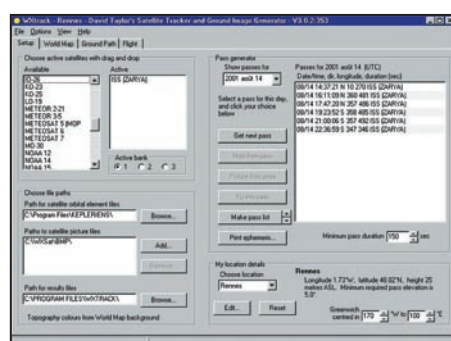 WXtrack - Rennes - David Taylor's Satellite Tracker and Ground Image Generator - V3.0.2:353
File Options View Help
Setup World Map Ground Path Flight
Choose active satellites with drag and drop
Available
Active
KO-26
KO-23
KO-25
LO-19
METEOR 2-21
METEOR 3-5
METEOSAT 5 (MOP
METEOSAT 6
METEOSAT 7
MO-30
NOAA 12
NOAA 14
NOAA 15
ISS (ZARYA)
Active bank
1 2 3
Choose file paths
Path for satellite orbital element files
C:\Program Files\KEPLERIENS\
Browse...
Paths for satellite picture files
C:\WXSat\BMP\
Add...
Remove
Path for results files
C:\PROGRAM FILES\WXTRACK\
Browse...
Topography colours from World Map background
Pass generator
Show passes for
2001 août 14
Select a pass for this day, and click your choice below
Get next pass
Make pass list
Print ephemeris...
Passes for 2001 août 14 (UTC)
Date/time, dir, longitude, duration (sec)
08/14 14:37:21 N 10 270 ISS (ZARYA)
08/14 16:11:09 N 360 481 ISS (ZARYA)
08/14 17:47:20 N 357 486 ISS (ZARYA)
08/14 19:23:52 S 358 485 ISS (ZARYA)
08/14 21:00:06 S 357 492 ISS (ZARYA)
08/14 22:36:59 S 347 346 ISS (ZARYA)
Minimum pass duration 150 sec
My location details
Choose location
Rennes
Edit...
Reset
Rennes
Longitude 1.73°W, latitude 48.02°N, height 25
metres ASL, Minimum required pass elevation is
5.0°.
Greenwich
centred in 170 °W to 100 °E